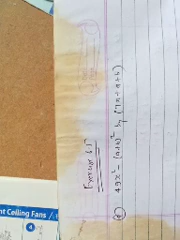 Exercise 6.1
④ 49x² - (a+b)² by (7x+a+b)
nt Ceiling Fans /
4